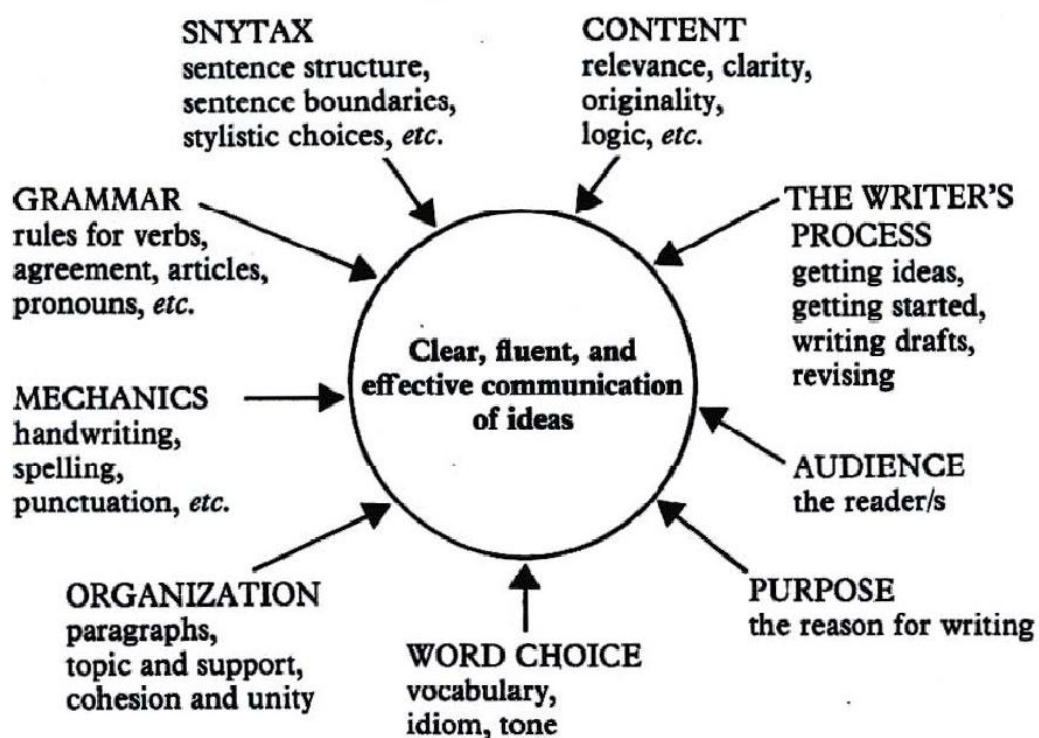 SNYTAX
sentence structure,
sentence boundaries,
stylistic choices, etc.
CONTENT
relevance, clarity,
originality,
logic, etc.
THE WRITER'S
PROCESS
getting ideas,
getting started,
writing drafts,
revising
AUDIENCE
the reader/s
PURPOSE
the reason for writing
WORD CHOICE
vocabulary,
idiom, tone
ORGANIZATION
paragraphs,
topic and support,
cohesion and unity
MECHANICS
handwriting,
spelling,
punctuation, etc.
GRAMMAR
rules for verbs,
agreement, articles,
pronouns, etc.
Clear, fluent, and
effective communication
of ideas